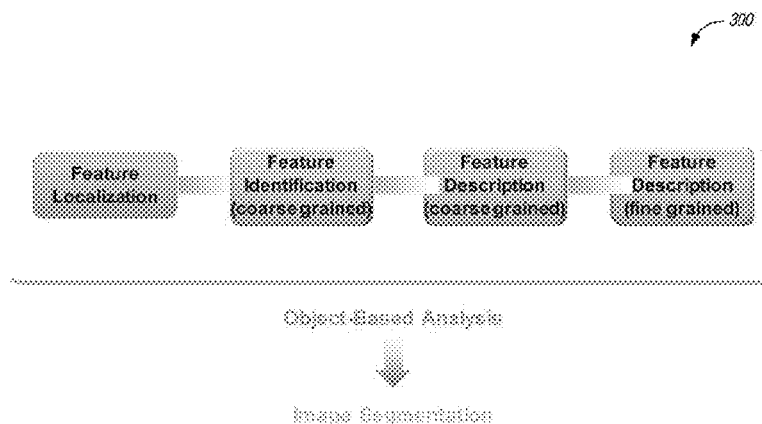 300
Feature
Localization
Feature
Identification
(coarse grained)
Feature
Description
(coarse grained)
Feature
Description
(fine grained)
Object-Based Analysis
Image Segmentation